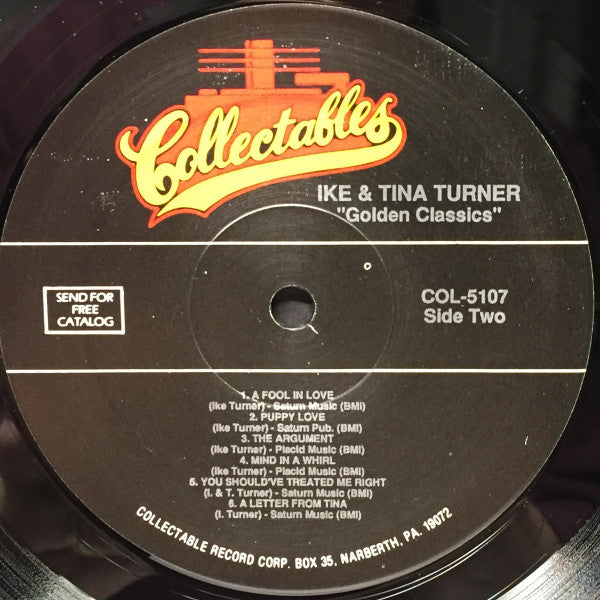 Collectables
IKE & TINA TURNER
"Golden Classics"
SEND FOR
FREE
CATALOG
COL-5107
Side Two
1. A FOOL IN LOVE
(Ike Turner) - Saturn Music (BMI)
2. PUPPY LOVE
(Ike Turner) - Saturn Pub. (BMI)
3. THE ARGUMENT
(Ike Turner) - Placid Music (BMI)
4. MIND IN A WHIRL
(Ike Turner) - Placid Music (BMI)
5. YOU SHOULD'VE TREATED ME RIGHT
(I. & T. Turner) - Saturn Music (BMI)
6. A LETTER FROM TINA
(I. Turner) - Saturn Music (BMI)
COLLECTABLE RECORD CORP. BOX 35, NARBERTH, PA. 19072